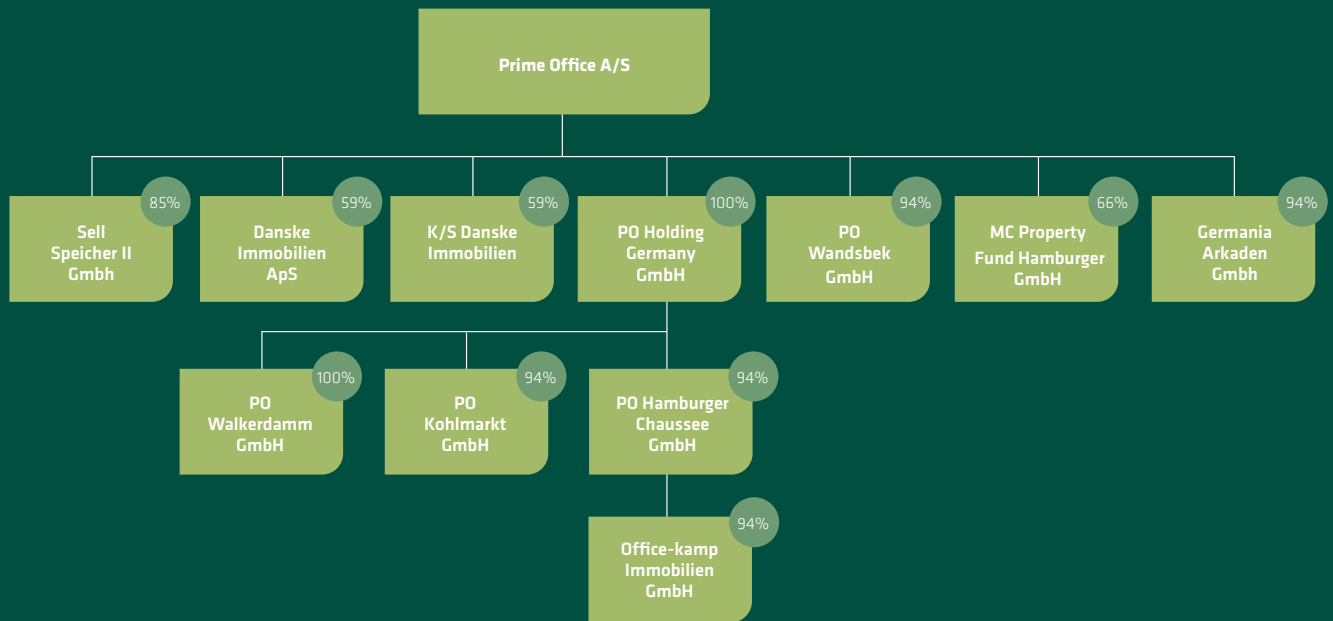 Prime Office A/S
85%
Sell
Speicher II
Gmbh
59%
Danske
Immobilien
ApS
59%
K/S Danske
Immobilien
100%
PO Holding
Germany
GmbH
94%
PO
Wandsbek
GmbH
66%
MC Property
Fund Hamburger
GmbH
94%
Germania
Arkaden
Gmbh
100%
PO
Walkerdamm
GmbH
94%
PO
Kohlmarkt
GmbH
94%
PO Hamburger
Chaussee
GmbH
94%
Office-kamp
Immobilien
GmbH